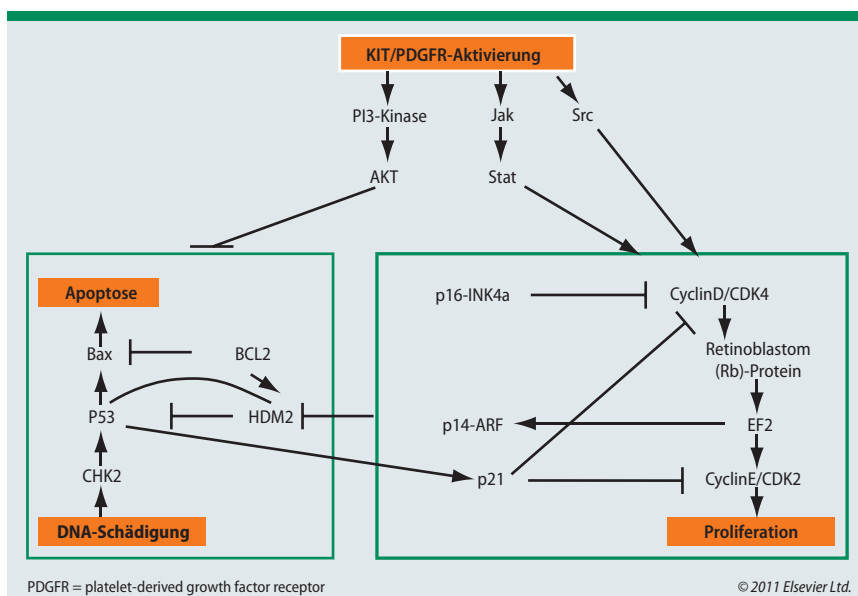 KIT/PDGFR-Aktivierung
PI3-Kinase
Jak
Src
AKT
Stat
Apoptose
Bax
BCL2
P53
HDM2
CHK2
DNA-Schädigung
p16-INK4a
CyclinD/CDK4
Retinoblastom
(Rb)-Protein
p14-ARF
EF2
p21
CyclinE/CDK2
Proliferation
PDGFR = platelet-derived growth factor receptor
© 2011 Elsevier Ltd.